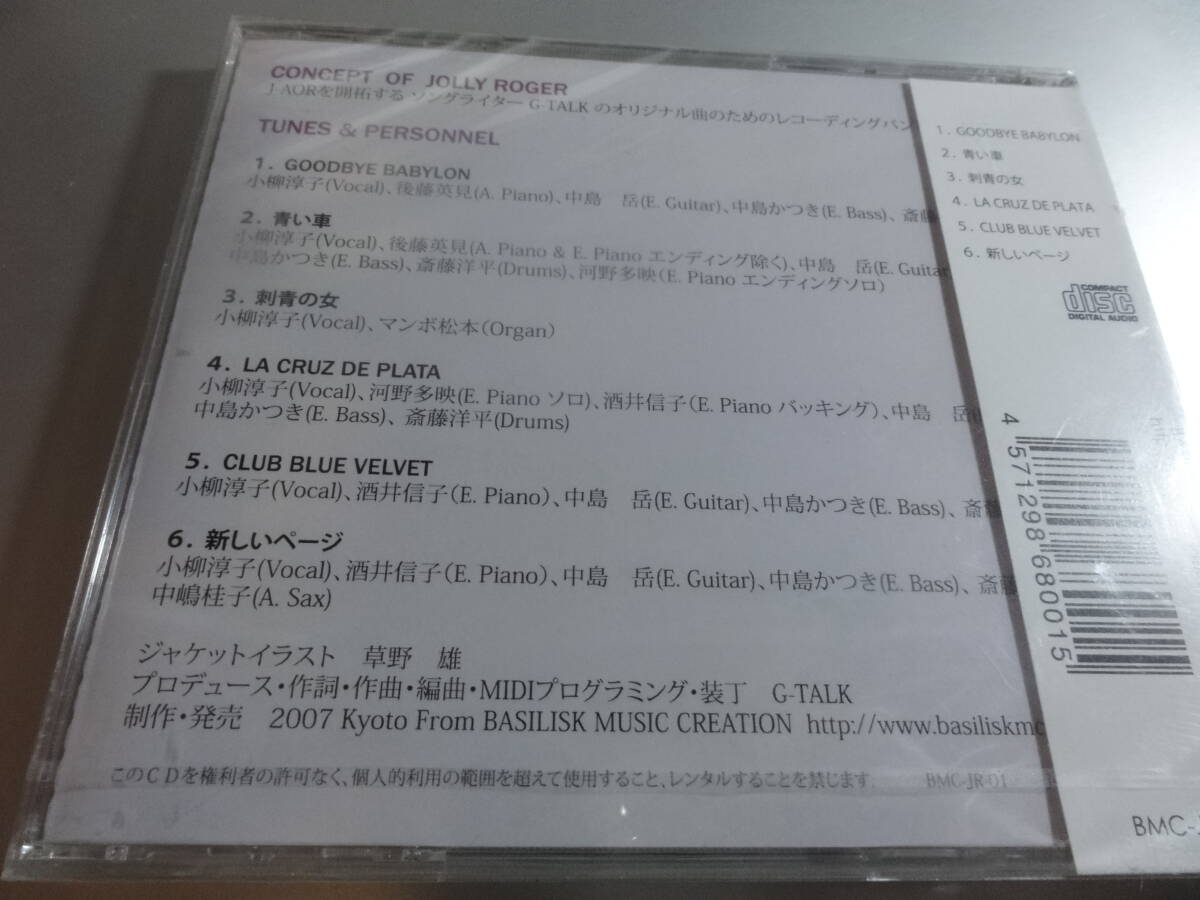 CONCEPT OF JOLLY ROGER
J-AORを開拓する ソングライター G-TALK のオリジナル曲のためのレコーディングバン
TUNES & PERSONNEL
1. GOODBYE BABYLON
小柳淳子(Vocal)、後藤英見(A. Piano)、中島　岳(E. Guitar)、中島かつき(E. Bass)、斎藤
2. 青い車
小柳淳子(Vocal)、後藤英見(A. Piano & E. Piano エンディング除く)、中島　岳(E. Guitar
中島かつき(E. Bass)、斎藤洋平(Drums)、河野多映(E. Piano エンディングソロ)
3. 刺青の女
小柳淳子(Vocal)、マンボ松本(Organ)
4. LA CRUZ DE PLATA
小柳淳子(Vocal)、河野多映(E. Piano ソロ)、酒井信子(E. Piano バッキング)、中島　岳(
中島かつき(E. Bass)、斎藤洋平(Drums)
5. CLUB BLUE VELVET
小柳淳子(Vocal)、酒井信子(E. Piano)、中島　岳(E. Guitar)、中島かつき(E. Bass)、斎藤
6. 新しいページ
小柳淳子(Vocal)、酒井信子(E. Piano)、中島　岳(E. Guitar)、中島かつき(E. Bass)、斎藤
中嶋桂子(A. Sax)
ジャケットイラスト　草野　雄
プロデュース・作詞・作曲・編曲・MIDIプログラミング・装丁　G-TALK
制作・発売　2007 Kyoto From BASILISK MUSIC CREATION http://www.basiliskmc
このCDを権利者の許可なく、個人的利用の範囲を超えて使用すること、レンタルすることを禁じます.　BMC-JR-01
1. GOODBYE BABYLON
2. 青い車
3. 刺青の女
4. LA CRUZ DE PLATA
5. CLUB BLUE VELVET
6. 新しいページ
COMPACT
disc
DIGITAL AUDIO
4 571298 680015
BMC-